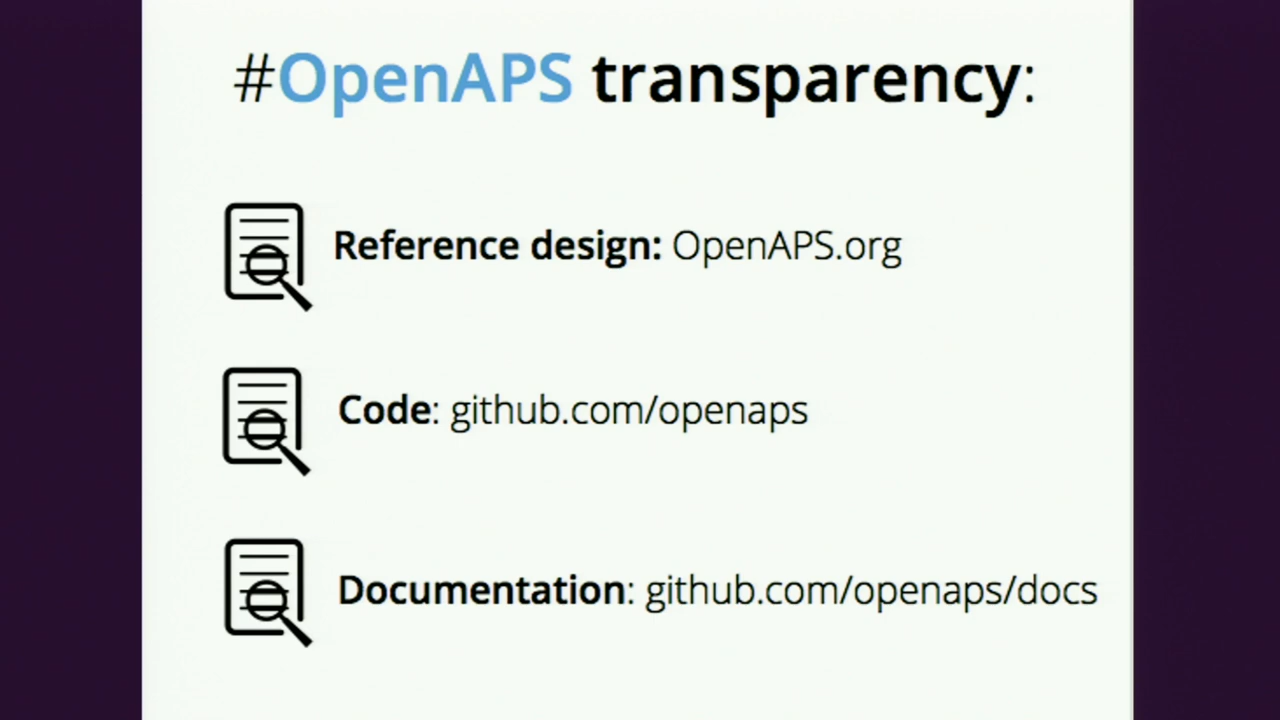 #OpenAPS transparency:
Reference design: OpenAPS.org
Code: github.com/openaps
Documentation: github.com/openaps/docs